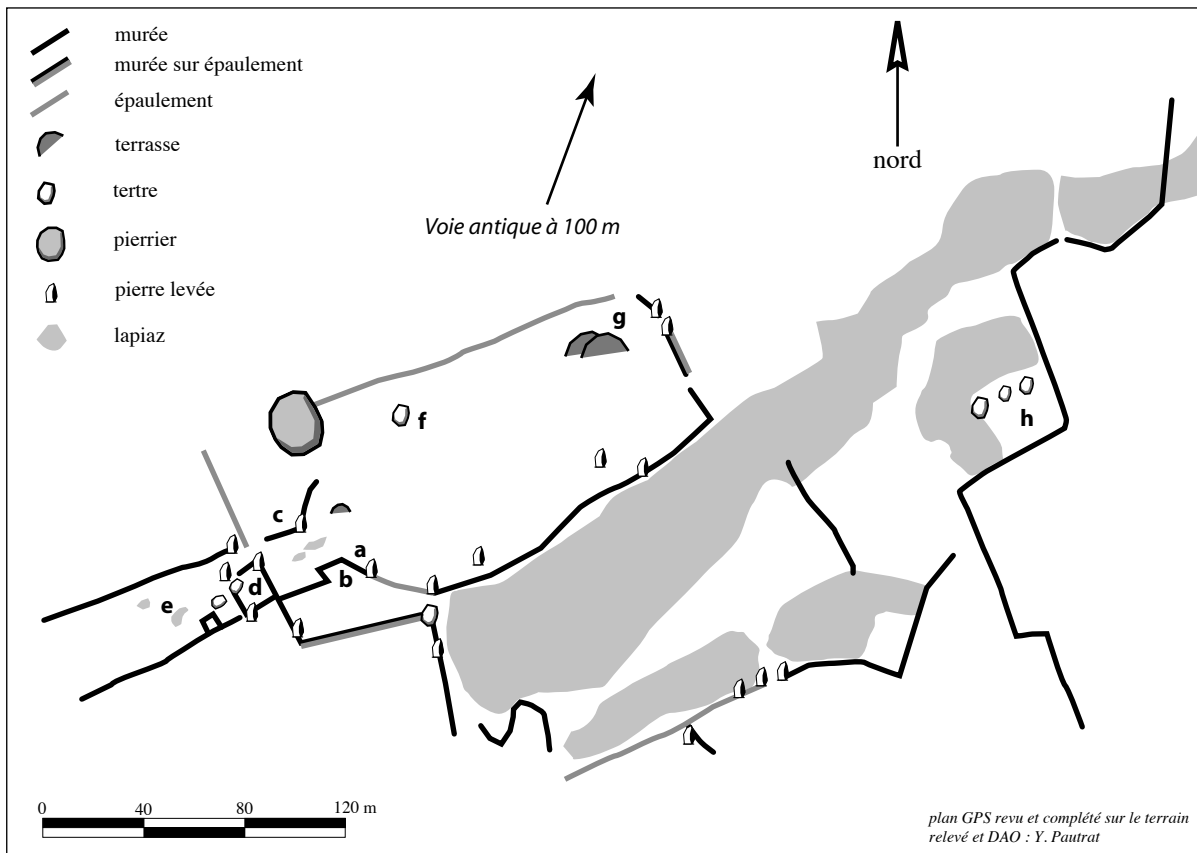 murée
murée sur épaulement
épaulement
terrasse
tertre
pierrier
pierre levée
lapiaz
nord
Voie antique à 100 m
g
f
h
c
a
b
d
e
0 40 80 120 m
plan GPS revu et complété sur le terrain
relevé et DAO : Y. Pautrat